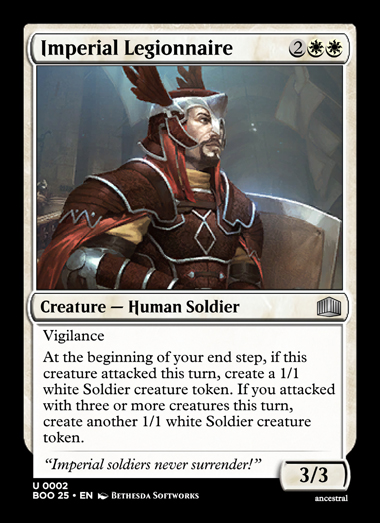 Imperial Legionnaire 2
Creature — Human Soldier
Vigilance
At the beginning of your end step, if this
creature attacked this turn, create a 1/1
white Soldier creature token. If you attacked
with three or more creatures this turn,
create another 1/1 white Soldier creature
token.
“Imperial soldiers never surrender!”
3/3
U 0002
BOO 25 • EN Bethesda Softworks
ancestral